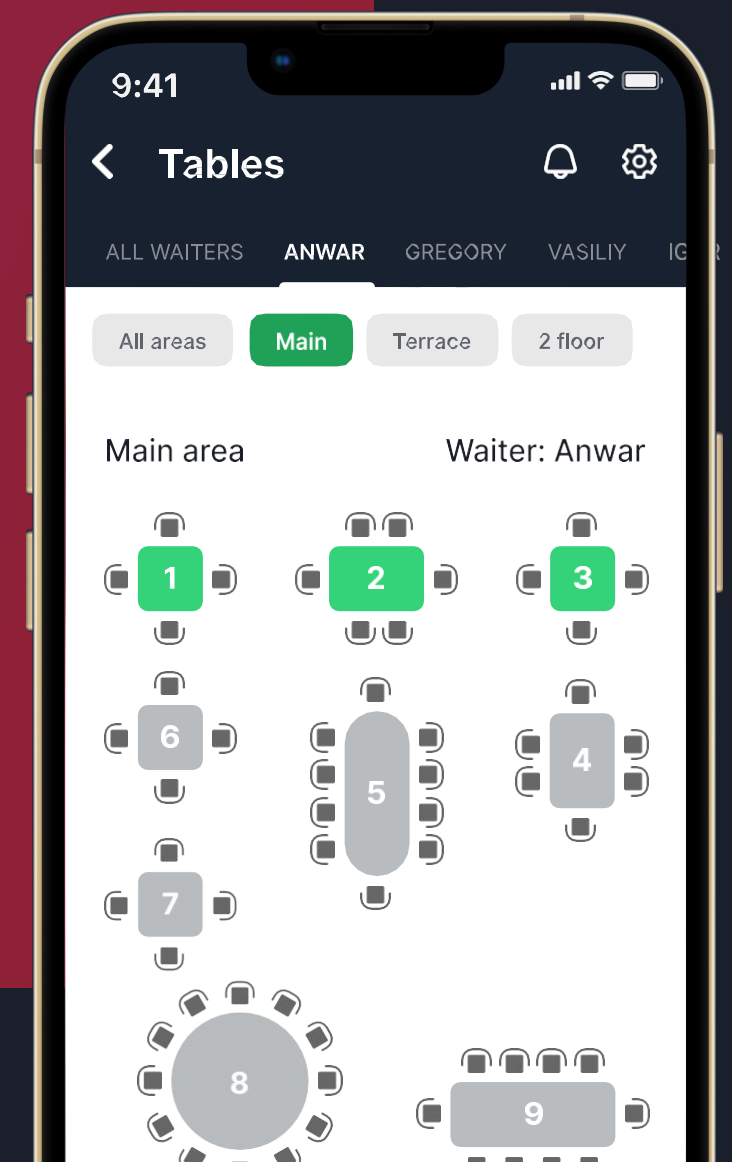 9:41
Tables
ALL WAITERS ANWAR GREGORY VASILIY
All areas Main Terrace 2 floor
Main area Waiter: Anwar
1 2 3
6 5 4
7
8 9